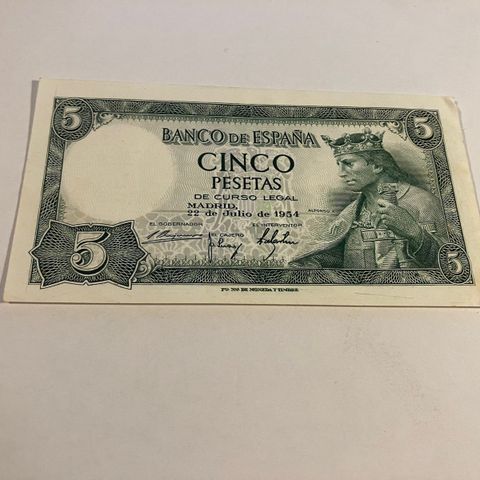 5
5
BANCO DE ESPAÑA
CINCO
PESETAS
DE CURSO LEGAL
MADRID,
22 de Julio de 1954
ALFONSO X
EL GOBERNADOR
EL CAJERO
EL INTERVENTOR
5
5